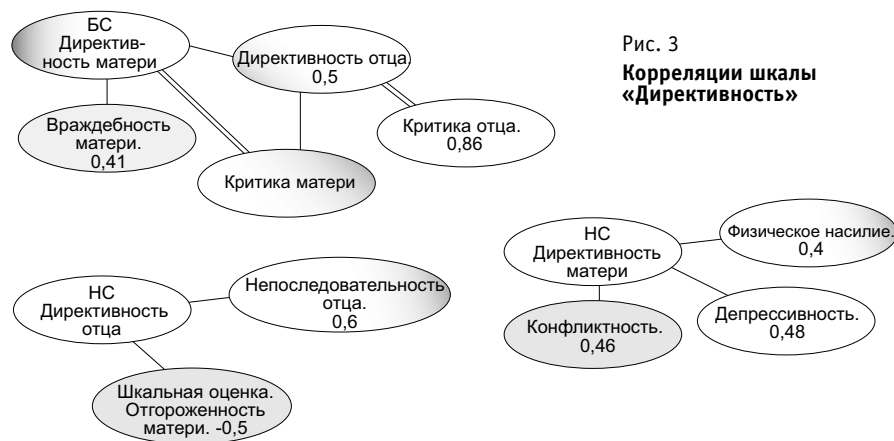 БС
Директив-
ность матери
Директивность отца.
0,5
Враждебность
матери.
0,41
Критика матери
Критика отца.
0,86
Рис. 3
Корреляции шкалы
«Директивность»
НС
Директивность
отца
Непоследовательность
отца.
0,6
Шкальная оценка.
Отгороженность
матери. -0,5
НС
Директивность
матери
Физическое насилие.
0,4
Конфликтность.
0,46
Депрессивность.
0,48